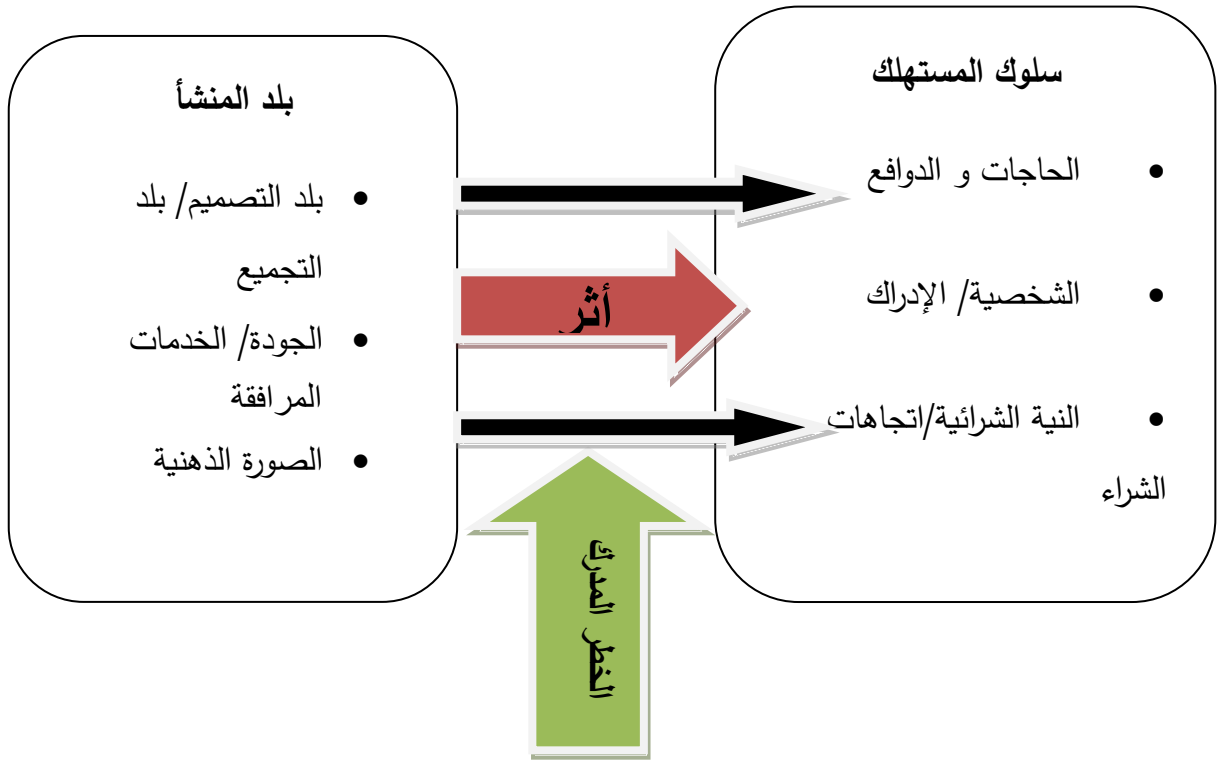 سلوك المستهلك
• الحاجات و الدوافع
• الشخصية/ الإدراك
• النية الشرائية/اتجاهات
الشراء
أثر
الخطر المدرك
بلد المنشأ
• بلد التصميم/ بلد
التجميع
• الجودة/ الخدمات
المرافقة
• الصورة الذهنية